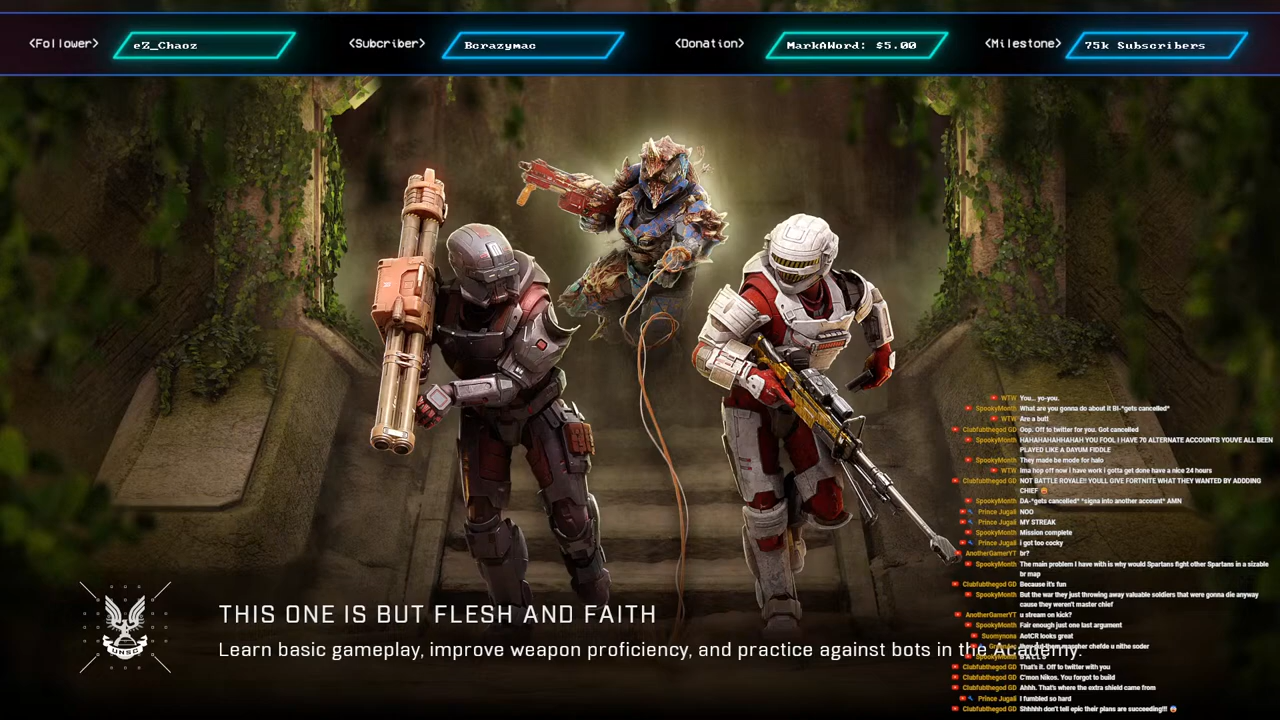 <Follower> eZ_Chaoz <Subcriber> Bcrazymac <Donation> MarkAWord: $5.00 <Milestone> 75k Subscribers
WTW You... yo-you.
SpookyMonth What are you gonna do about it BI-*gets cancelled*
WTW Are a butt
Clubfubthegod GD Oop. Off to twitter for you. Got cancelled
SpookyMonth HAHAHAHAHHAHAH YOU FOOL I HAVE 70 ALTERNATE ACCOUNTS YOUVE ALL BEEN
PLAYED LIKE A DAYUM FIDDLE
SpookyMonth They made be mode for halo
WTW Ima hop off now i have work i gotta get done have a nice 24 hours
Clubfubthegod GD NOT BATTLE ROYALE!! YOULL GIVE FORTNITE WHAT THEY WANTED BY ADDDING
CHIEF
SpookyMonth DA-*gets cancelled* *signa into another account* AMN
Prince Jugali NOO
Prince Jugali MY STREAK
SpookyMonth Mission complete
Prince Jugali i got too cocky
AnotherGamerYT br?
SpookyMonth The main problem I have with is why would Spartans fight other Spartans in a sizable
br map
Clubfubthegod GD Because it's fun
SpookyMonth But the war they just throwing away valuable soldiers that were gonna die anyway
cause they weren't master chief
AnotherGamerYT u stream on kick?
SpookyMonth Fair enough just one last argument
Suomynona AotCR looks great
chefde u nithe soder
SpookyMonth
Clubfubthegod GD That's it. Off to twitter with you
Clubfubthegod GD C'mon Nikos. You forgot to build
Clubfubthegod GD Ahhh. That's where the extra shield came from
Prince Jugali I fumbled so hard
Clubfubthegod GD Shhhhh don't tell epic their plans are succeeding!!!
UNSC
THIS ONE IS BUT FLESH AND FAITH
Learn basic gameplay, improve weapon proficiency, and practice against bots in the Academy.